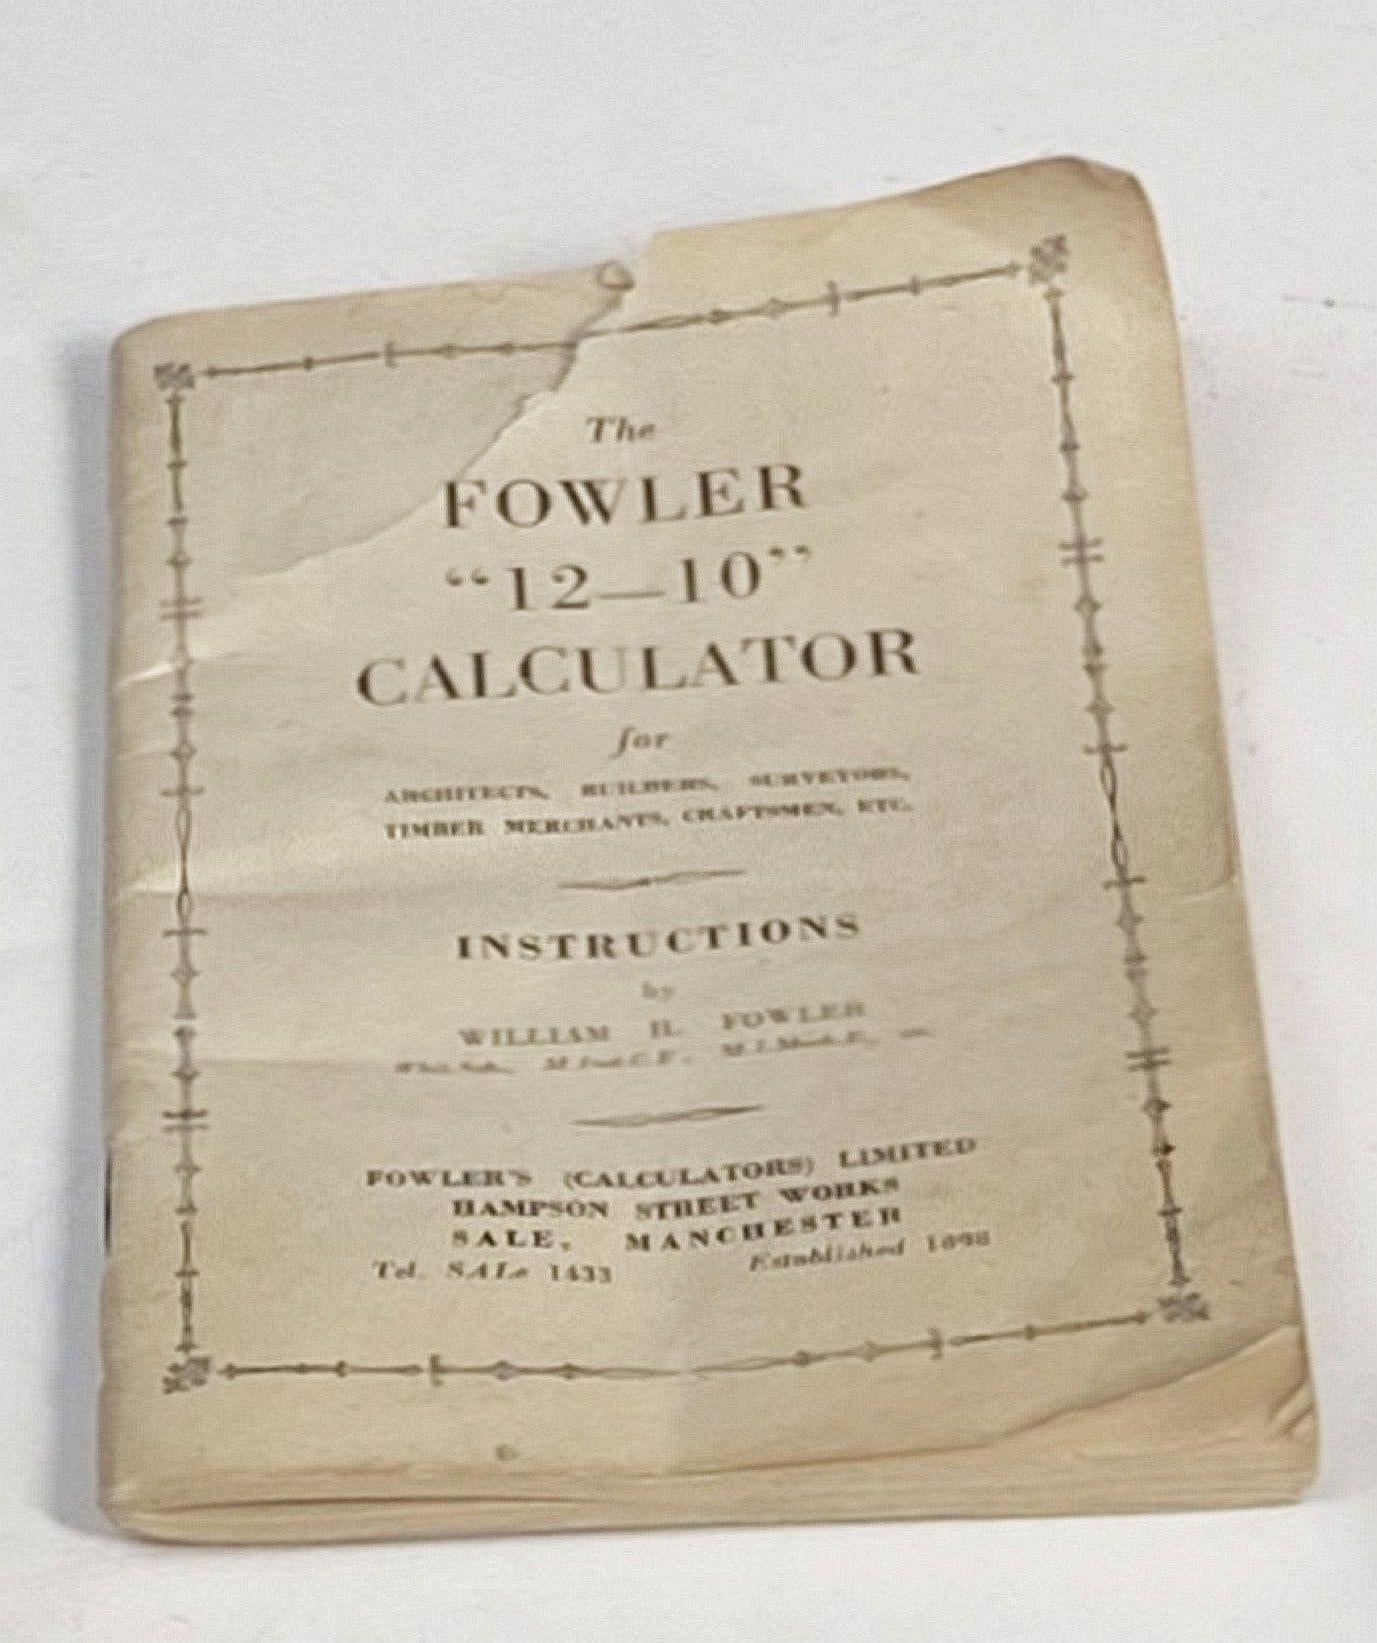 The
FOWLER
“12—10”
CALCULATOR
for
ARCHITECTS, BUILDERS, SURVEYORS,
TIMBER MERCHANTS, CRAFTSMEN, ETC.
INSTRUCTIONS
by
WILLIAM H. FOWLER
FOWLER'S (CALCULATORS) LIMITED
HAMPSON STREET WORKS
SALE, MANCHESTER
Tel. SALe 1433
Established 1898